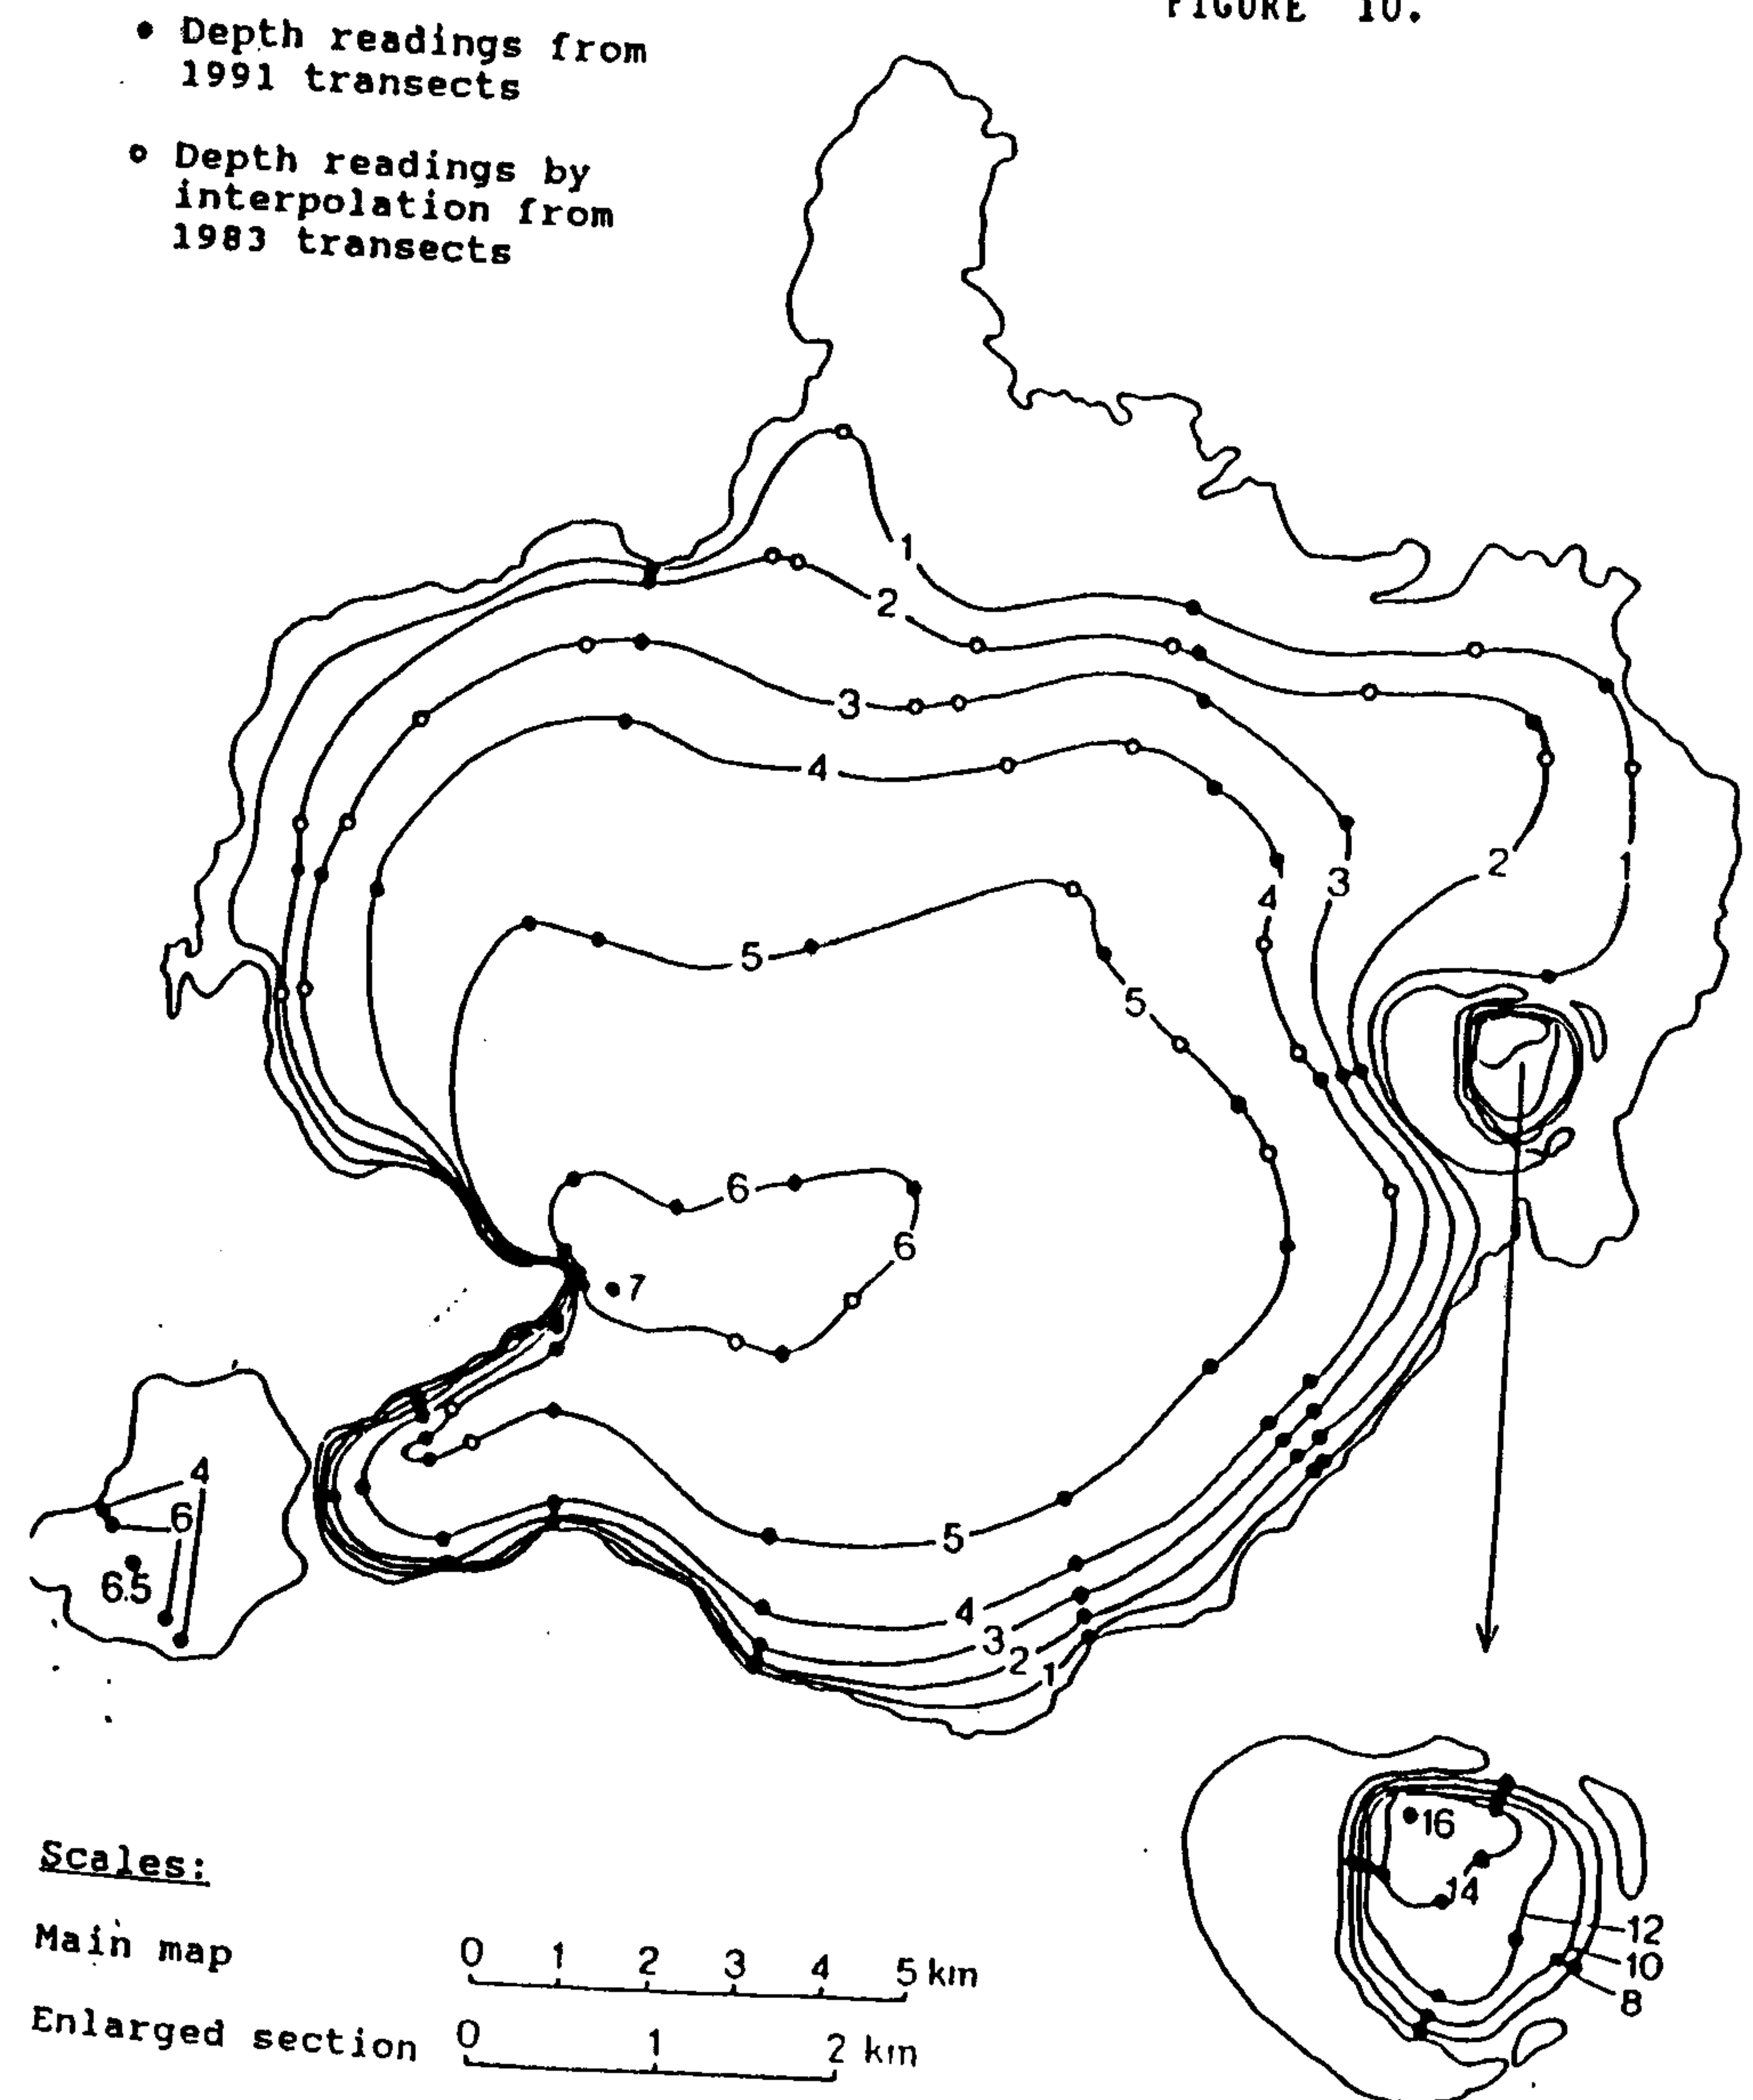 FIGURE 10.
• Depth readings from
1991 transects
o Depth readings by
interpolation from
1983 transects
1
2
3
4
2
1
3
4
5
5
6
6
7
4
6
6.5
5
4
3
2
1
16
14
12
10
8
Scales:
Main map
0 1 2 3 4 5 km
Enlarged section
0 1 2 km